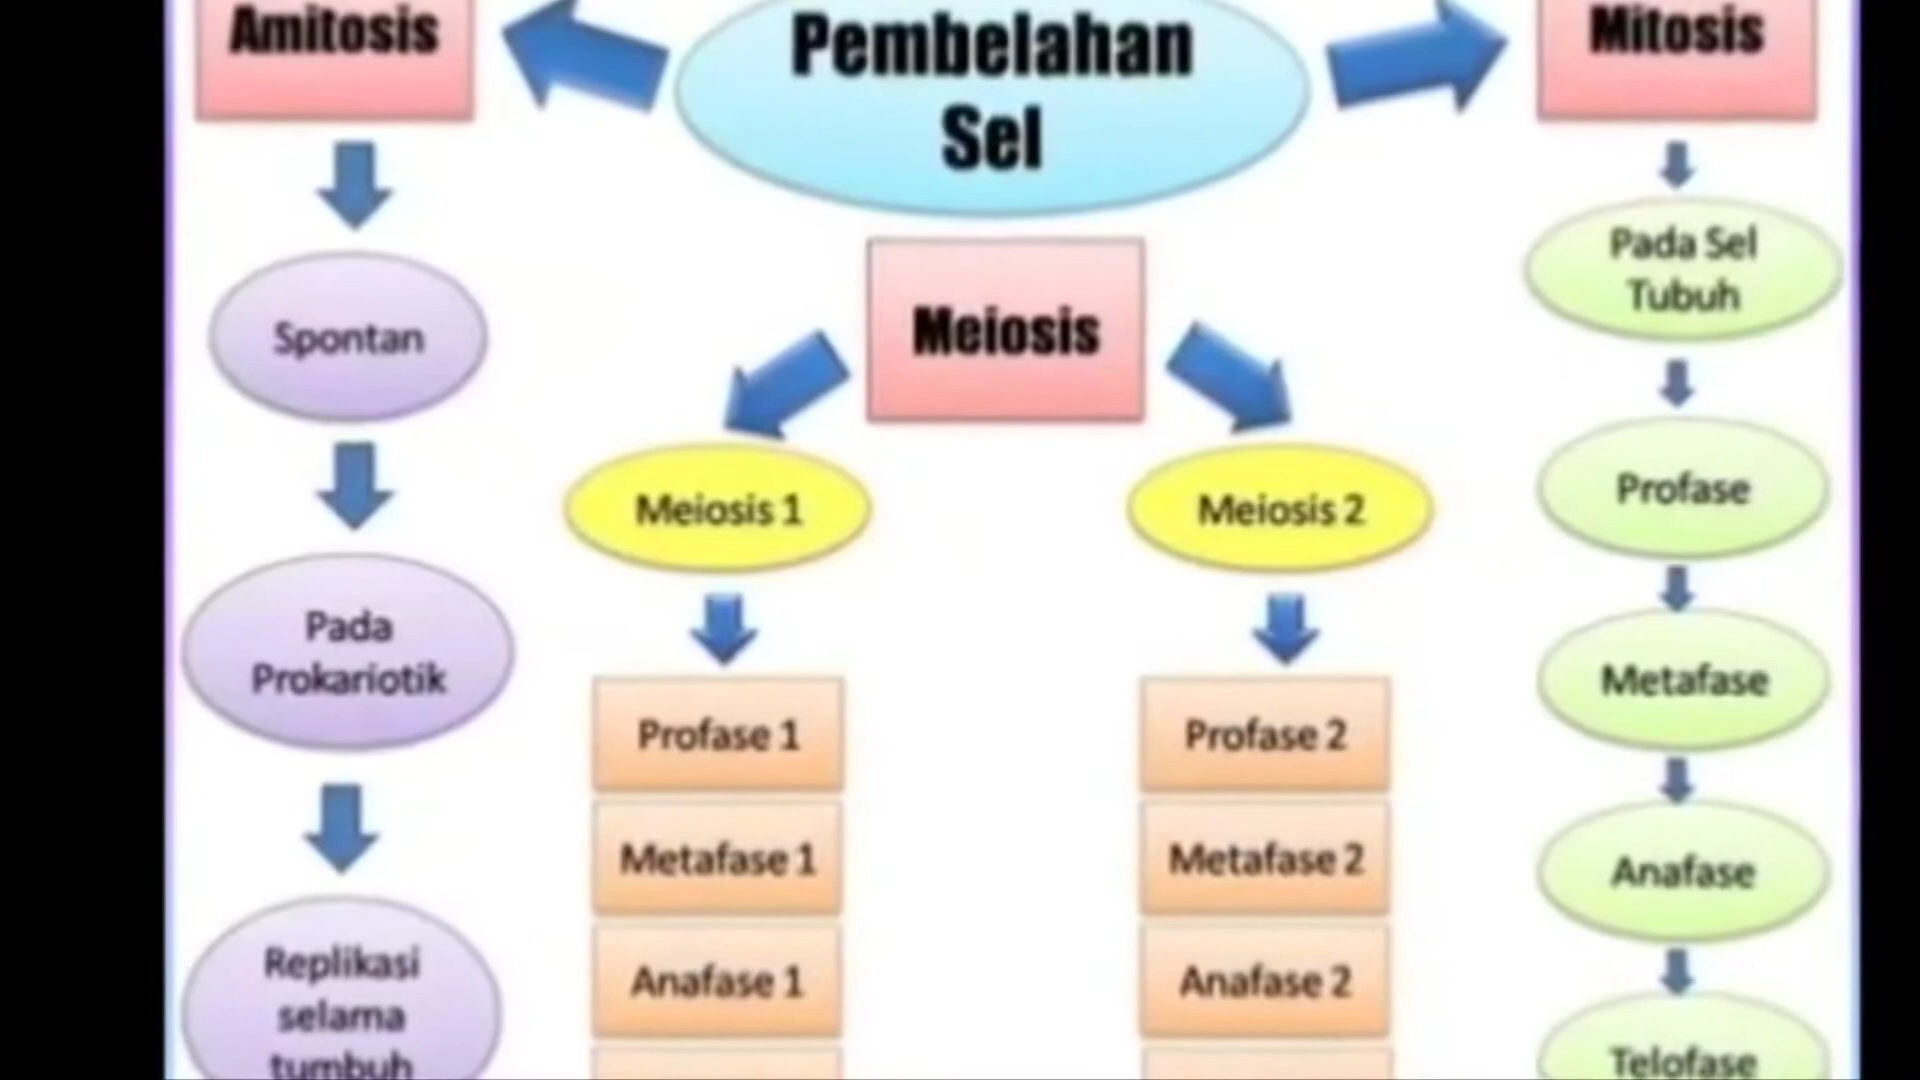 Amitosis
Pembelahan
Sel
Mitosis
Spontan
Pada
Prokariotik
Replikasi
selama
tumbuh
Meiosis
Meiosis 1
Profase 1
Metafase 1
Anafase 1
Meiosis 2
Profase 2
Metafase 2
Anafase 2
Pada Sel
Tubuh
Profase
Metafase
Anafase
Telofase